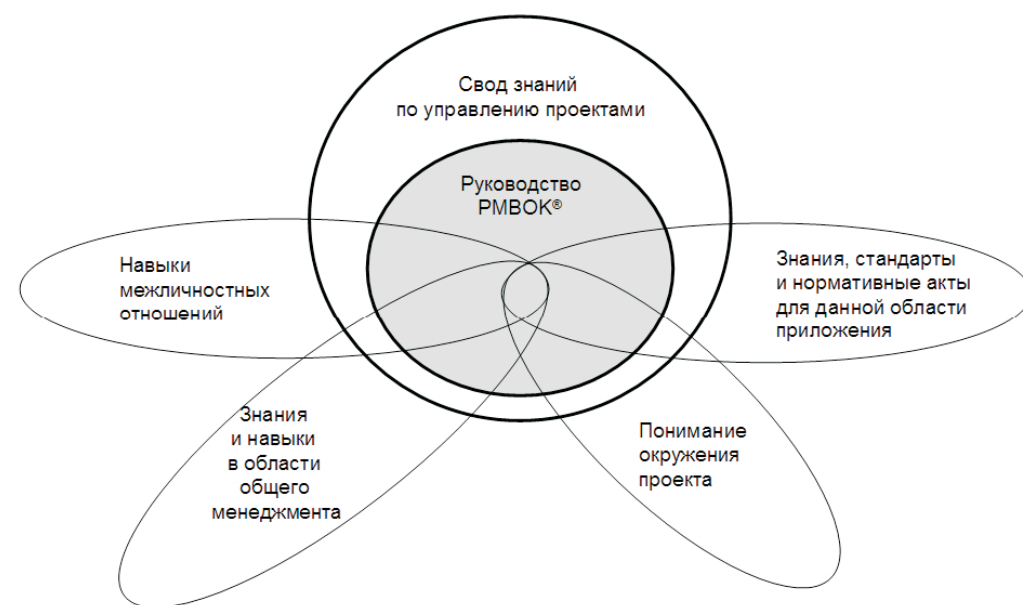 Свод знаний
по управлению проектами
Руководство
PMBOK®
Навыки
межличностных
отношений
Знания, стандарты
и нормативные акты
для данной области
приложения
Знания
и навыки
в области
общего
менеджмента
Понимание
окружения
проекта